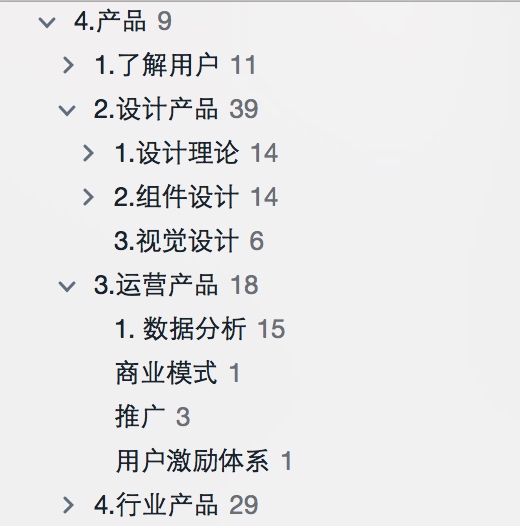 4.产品 9
1.了解用户 11
2.设计产品 39
1.设计理论 14
2.组件设计 14
3.视觉设计 6
3.运营产品 18
1. 数据分析 15
商业模式 1
推广 3
用户激励体系 1
4.行业产品 29